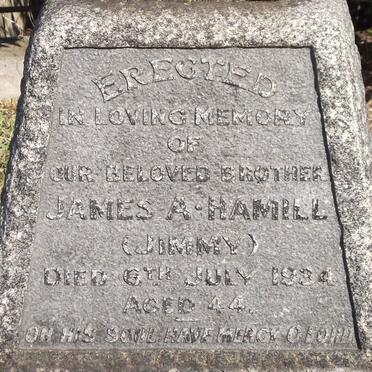 ERECTED
IN LOVING MEMORY
OF
OUR BELOVED BROTHER
JAMES A. HAMILL
(JIMMY)
DIED 6TH JULY 1934
AGED 44.
ON HIS SOUL HAVE MERCY O LORD